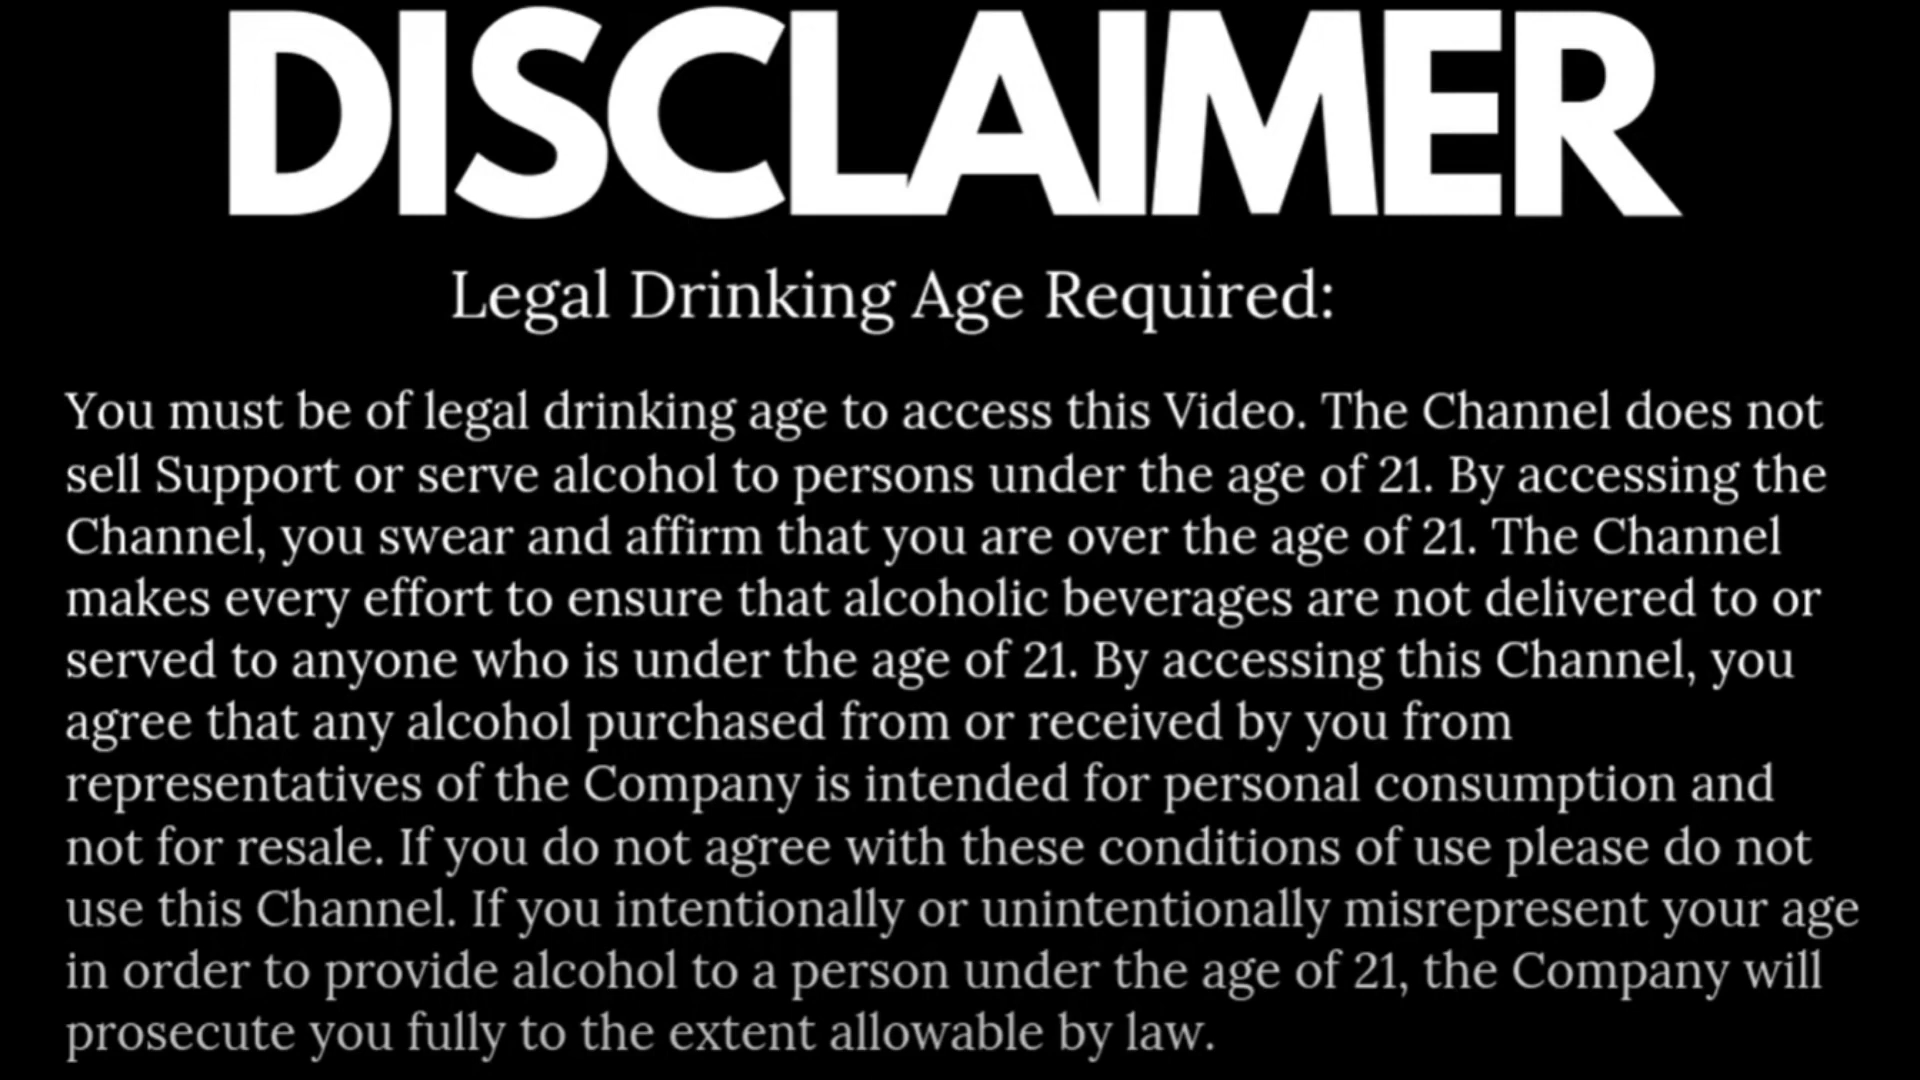 DISCLAIMER
Legal Drinking Age Required:
You must be of legal drinking age to access this Video. The Channel does not
sell Support or serve alcohol to persons under the age of 21. By accessing the
Channel, you swear and affirm that you are over the age of 21. The Channel
makes every effort to ensure that alcoholic beverages are not delivered to or
served to anyone who is under the age of 21. By accessing this Channel, you
agree that any alcohol purchased from or received by you from
representatives of the Company is intended for personal consumption and
not for resale. If you do not agree with these conditions of use please do not
use this Channel. If you intentionally or unintentionally misrepresent your age
in order to provide alcohol to a person under the age of 21, the Company will
prosecute you fully to the extent allowable by law.